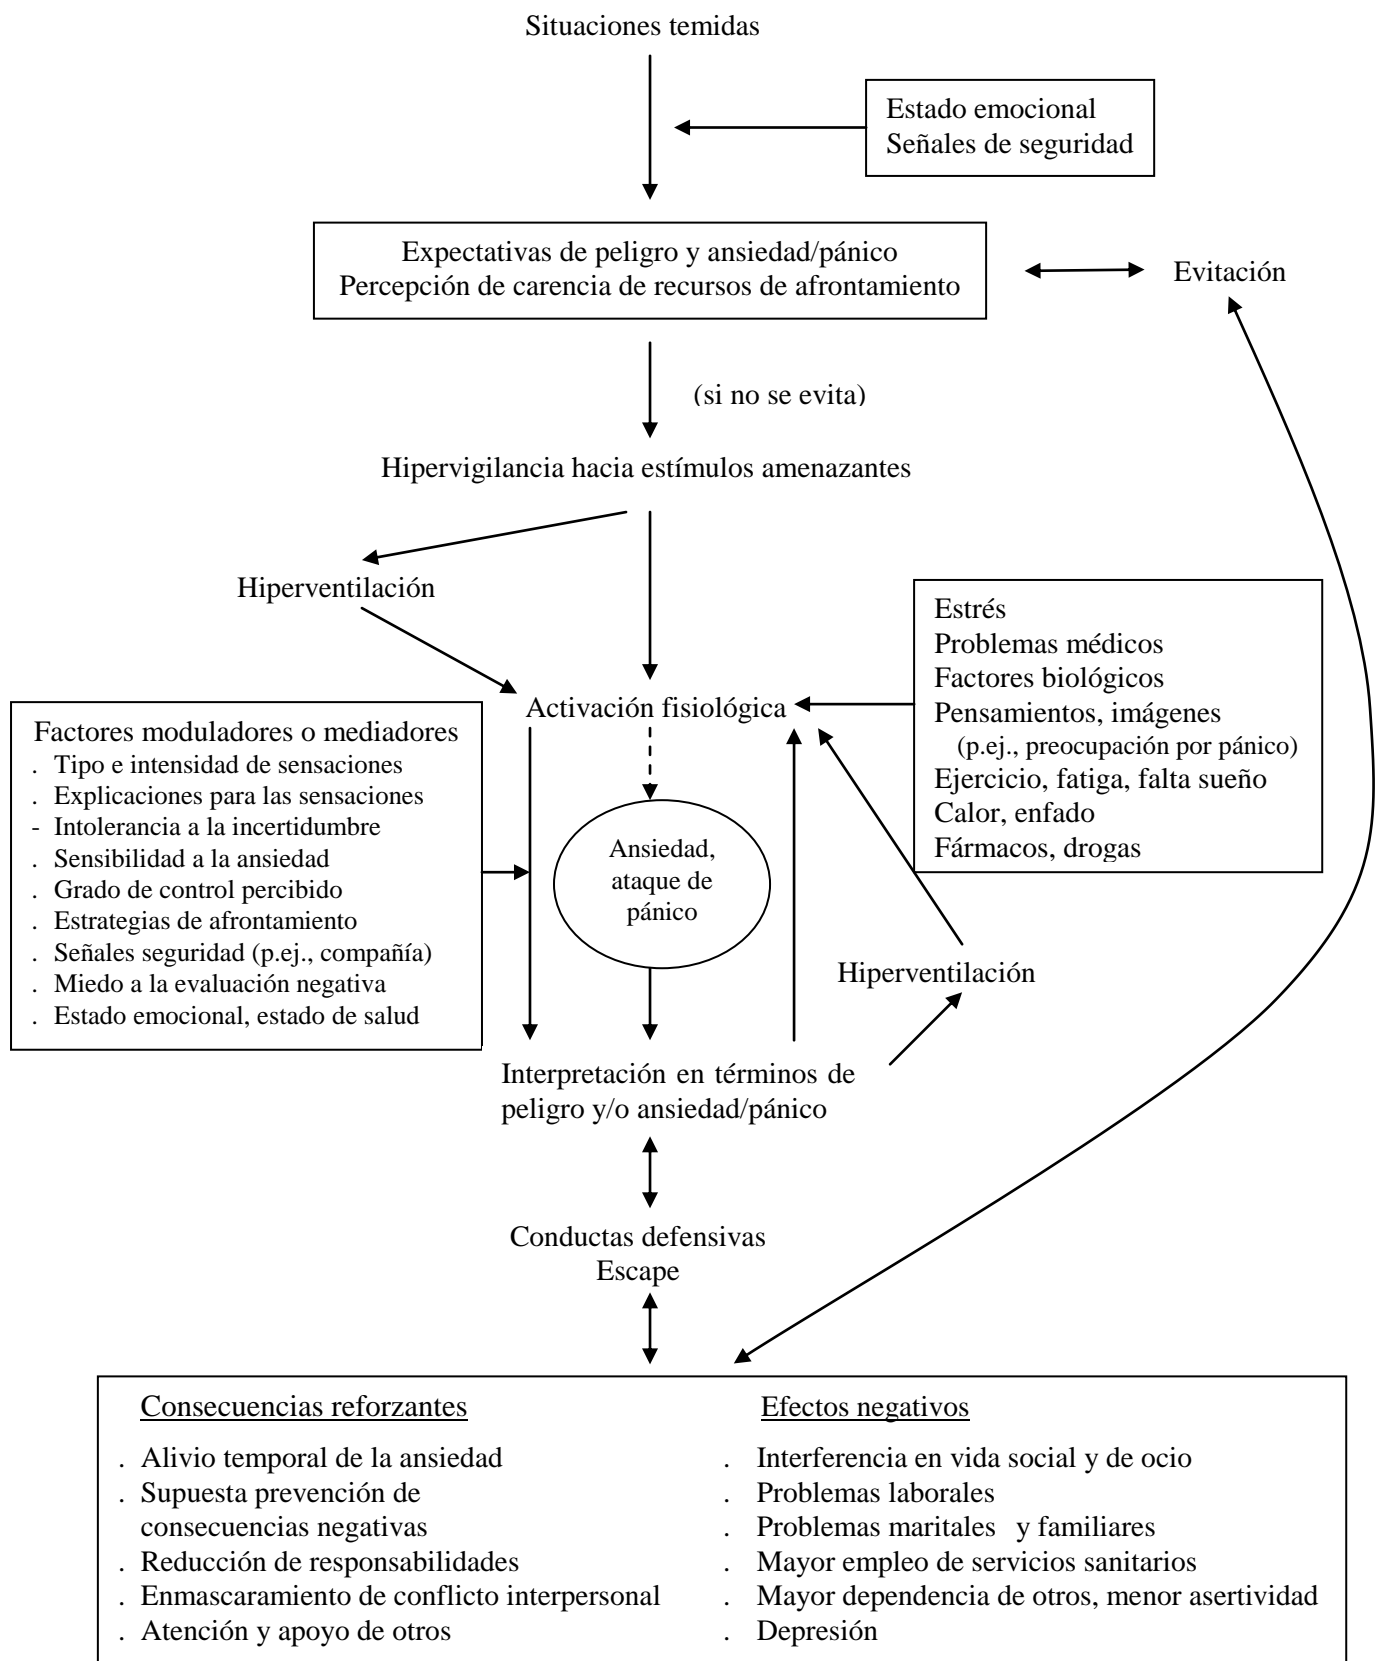 Situaciones temidas
Estado emocional
Señales de seguridad
Expectativas de peligro y ansiedad/pánico
Percepción de carencia de recursos de afrontamiento
Evitación
(si no se evita)
Hipervigilancia hacia estímulos amenazantes
Hiperventilación
Estrés
Problemas médicos
Factores biológicos
Pensamientos, imágenes
(p.ej., preocupación por pánico)
Ejercicio, fatiga, falta sueño
Calor, enfado
Fármacos, drogas
Activación fisiológica
Factores moduladores o mediadores
. Tipo e intensidad de sensaciones
. Explicaciones para las sensaciones
- Intolerancia a la incertidumbre
. Sensibilidad a la ansiedad
. Grado de control percibido
. Estrategias de afrontamiento
. Señales seguridad (p.ej., compañía)
. Miedo a la evaluación negativa
. Estado emocional, estado de salud
Ansiedad,
ataque de
pánico
Hiperventilación
Interpretación en términos de
peligro y/o ansiedad/pánico
Conductas defensivas
Escape
Consecuencias reforzantes
. Alivio temporal de la ansiedad
. Supuesta prevención de
consecuencias negativas
. Reducción de responsabilidades
. Enmascaramiento de conflicto interpersonal
. Atención y apoyo de otros
Efectos negativos
. Interferencia en vida social y de ocio
. Problemas laborales
. Problemas maritales y familiares
. Mayor empleo de servicios sanitarios
. Mayor dependencia de otros, menor asertividad
. Depresión